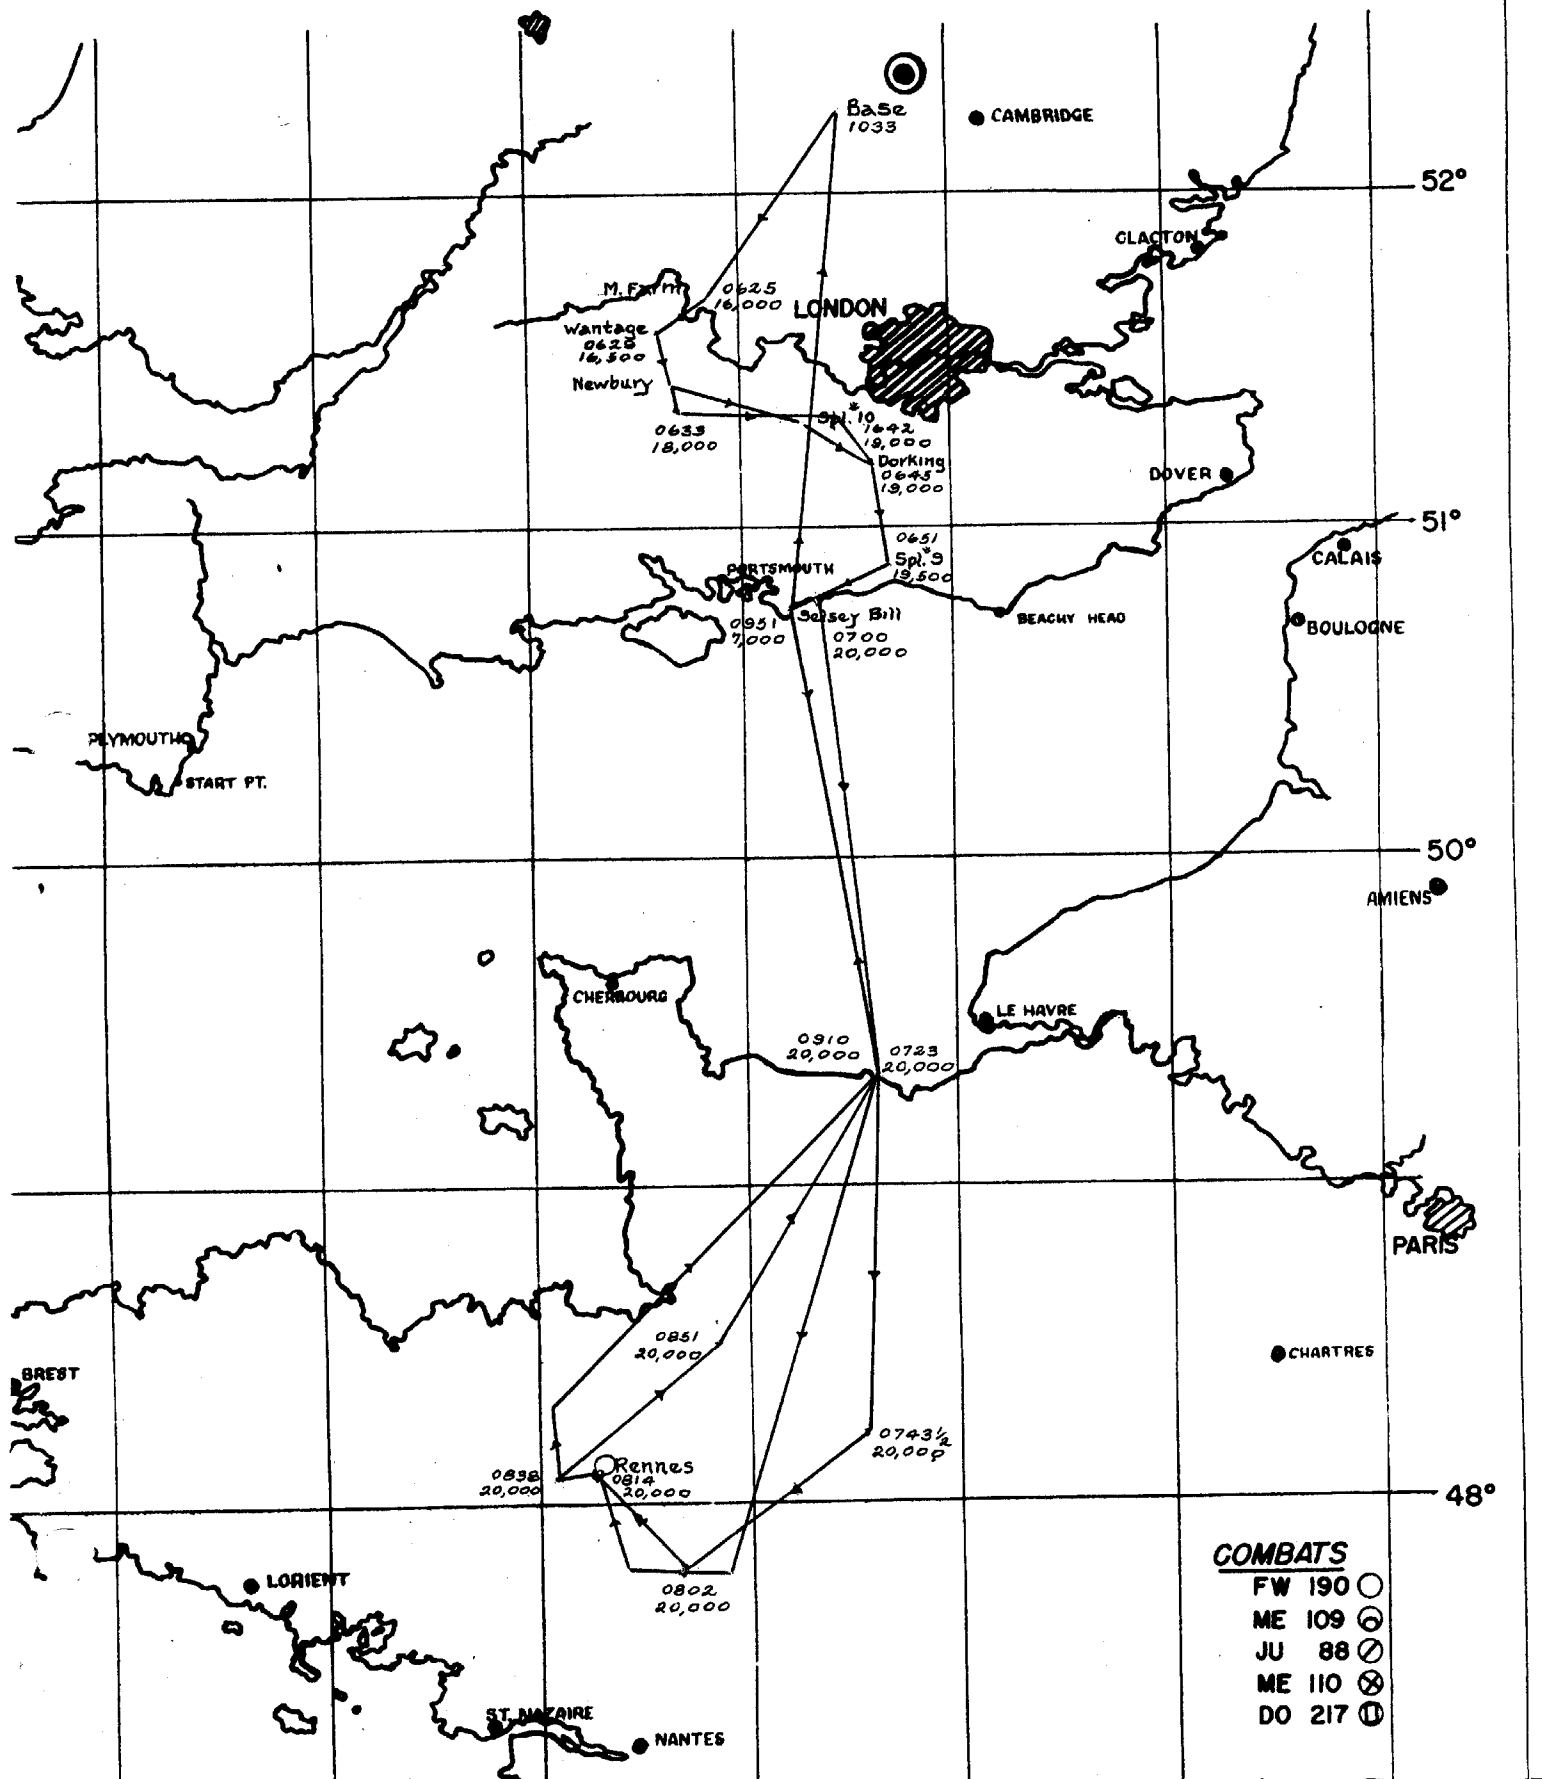 Base
1033
CAMBRIDGE
52°
CLACTON
M. Farm
0625
16,000
LONDON
Wantage
0628
16,500
Newbury
Spl.#10
1642
19,000
0633
18,000
Dorking
0645
19,000
DOVER
51°
0651
Spl.#9
19,500
CALAIS
PORTSMOUTH
Selsey Bill
0951
7,000
0700
20,000
BEACHY HEAD
BOULOGNE
PLYMOUTH
START PT.
50°
AMIENS
CHERBOURG
LE HAVRE
0910
20,000
0723
20,000
PARIS
0851
20,000
CHARTRES
BREST
0743½
20,000
Rennes
0838
20,000
0814
20,000
48°
COMBATS
FW 190
ME 109
JU 88
ME 110
DO 217
LORIENT
0802
20,000
ST. NAZAIRE
NANTES